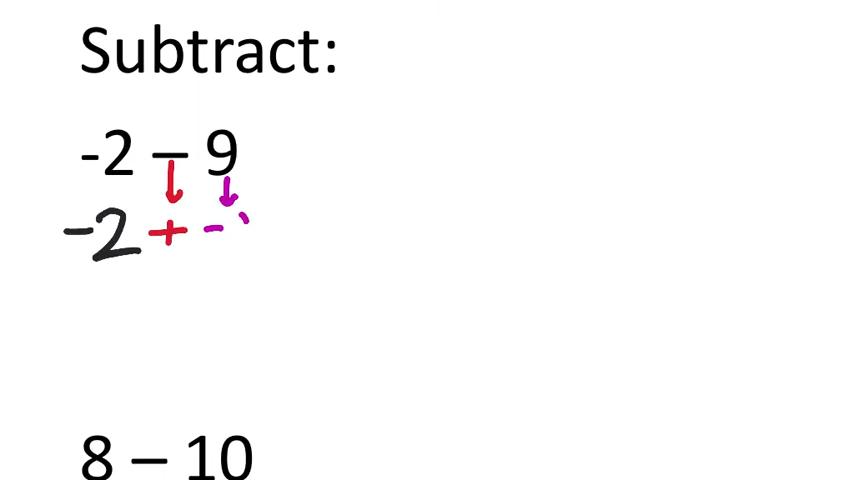 Subtract:
-2 – 9
-2 + -
8 – 10